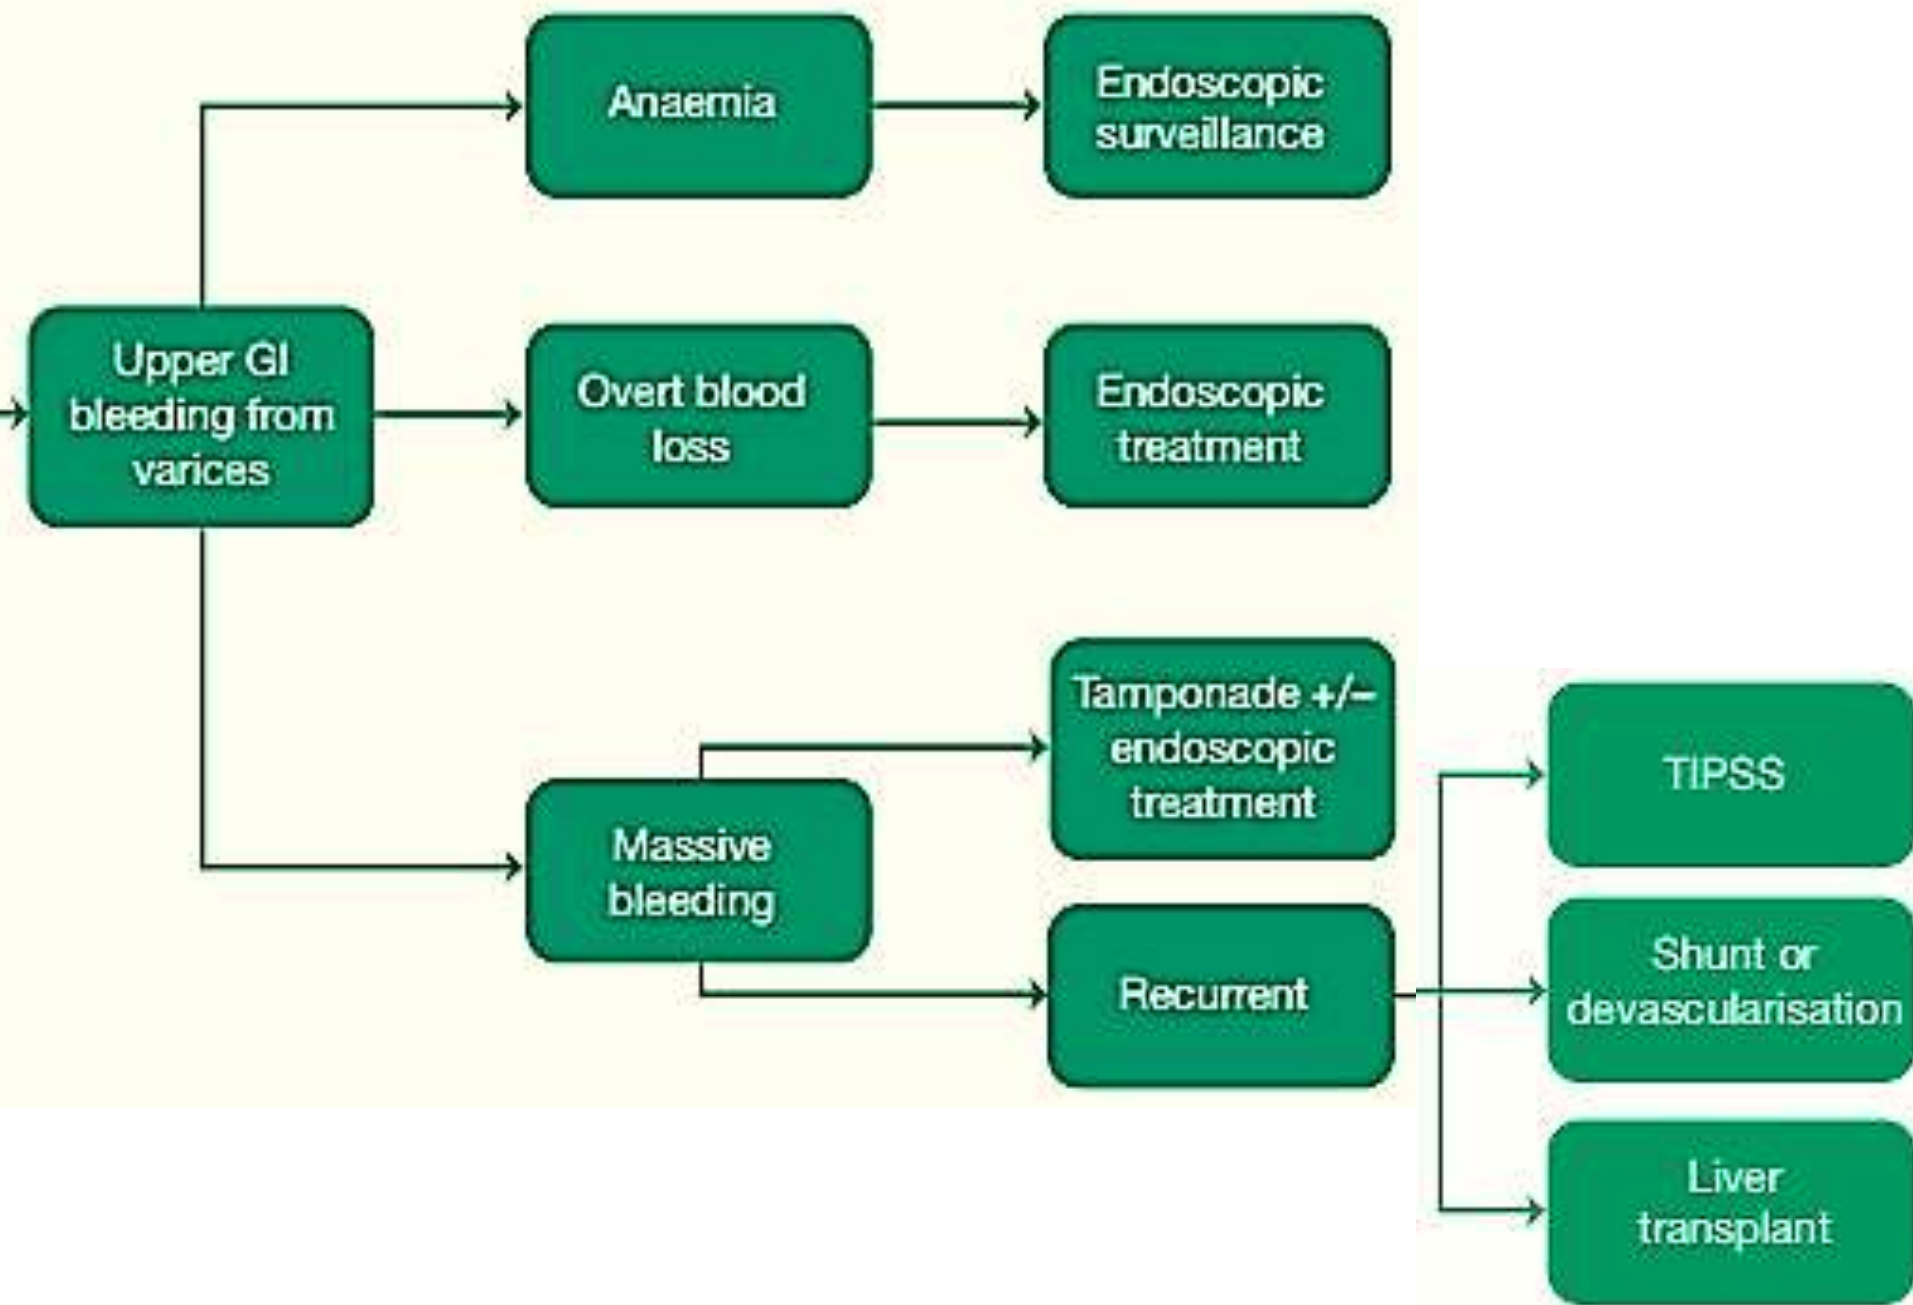 Anaemia
Endoscopic
surveillance
Upper GI
bleeding from
varices
Overt blood
loss
Endoscopic
treatment
Tamponade +/–
endoscopic
treatment
Massive
bleeding
Recurrent
TIPSS
Shunt or
devascularisation
Liver
transplant